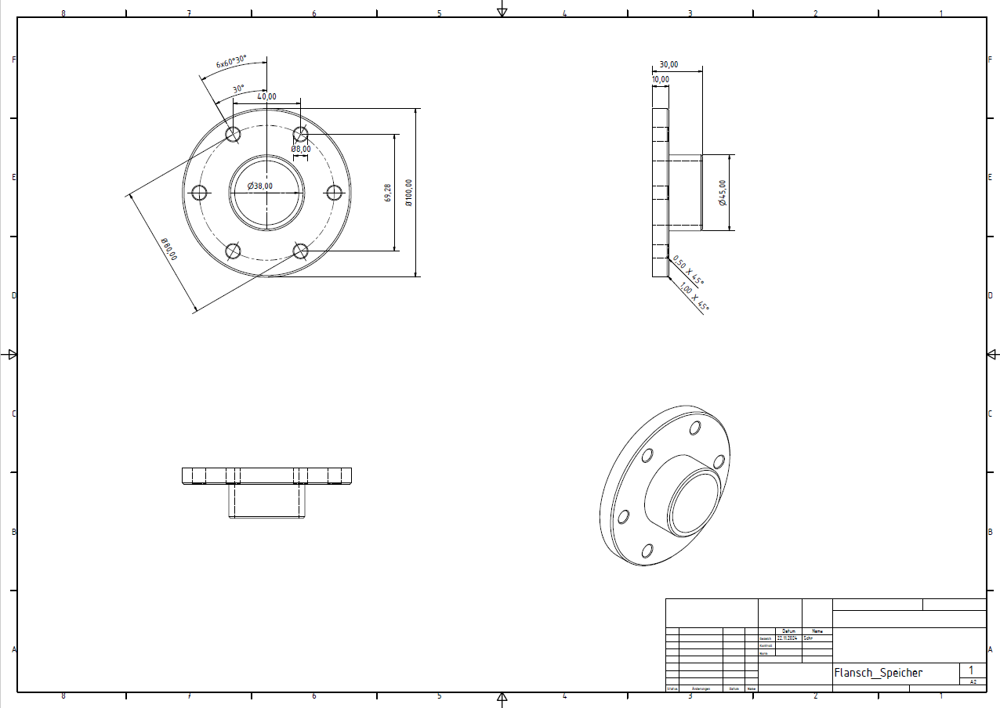 8 7 6 5 4 3 2 1
F F
6x60°30°
30°
40,00
Ø8,00
Ø38,00
69,28
Ø100,00
Ø80,00
30,00
10,00
Ø45,00
0,50 X 45°
1,00 X 45°
E E
D D
C C
B B
A A
Datum Name
Gezeich 22.11.2024 Schr
Kontrol
Norm
Flansch_Speicher 1
A2
Status Änderungen Datum Name
8 7 6 5 4 3 2 1